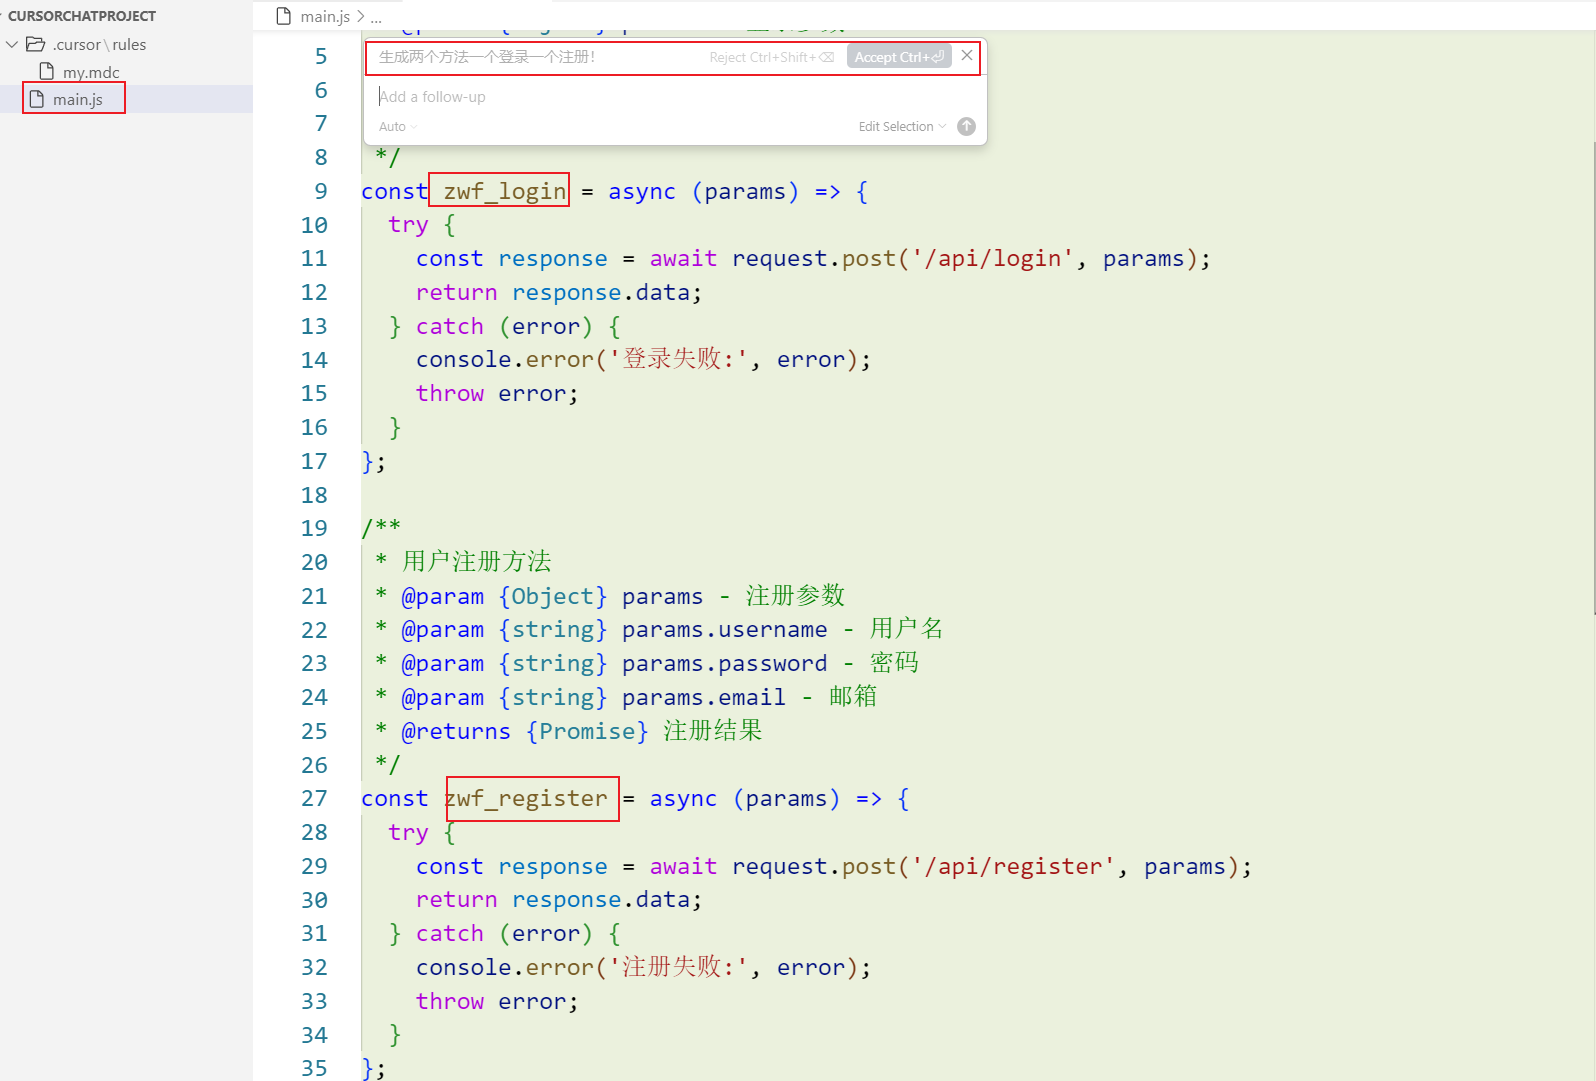 CURSORCHATPROJECT
.cursor\rules
my.mdc
main.js
main.js > ...
生成两个方法一个登录一个注册! Reject Ctrl+Shift+⌫ Accept Ctrl+⏎
Add a follow-up
Auto Edit Selection
5
6
7
8 */
9 const zwf_login = async (params) => {
10 try {
11 const response = await request.post('/api/login', params);
12 return response.data;
13 } catch (error) {
14 console.error('登录失败:', error);
15 throw error;
16 }
17 };
18
19 /**
20 * 用户注册方法
21 * @param {Object} params - 注册参数
22 * @param {string} params.username - 用户名
23 * @param {string} params.password - 密码
24 * @param {string} params.email - 邮箱
25 * @returns {Promise} 注册结果
26 */
27 const zwf_register = async (params) => {
28 try {
29 const response = await request.post('/api/register', params);
30 return response.data;
31 } catch (error) {
32 console.error('注册失败:', error);
33 throw error;
34 }
35 };